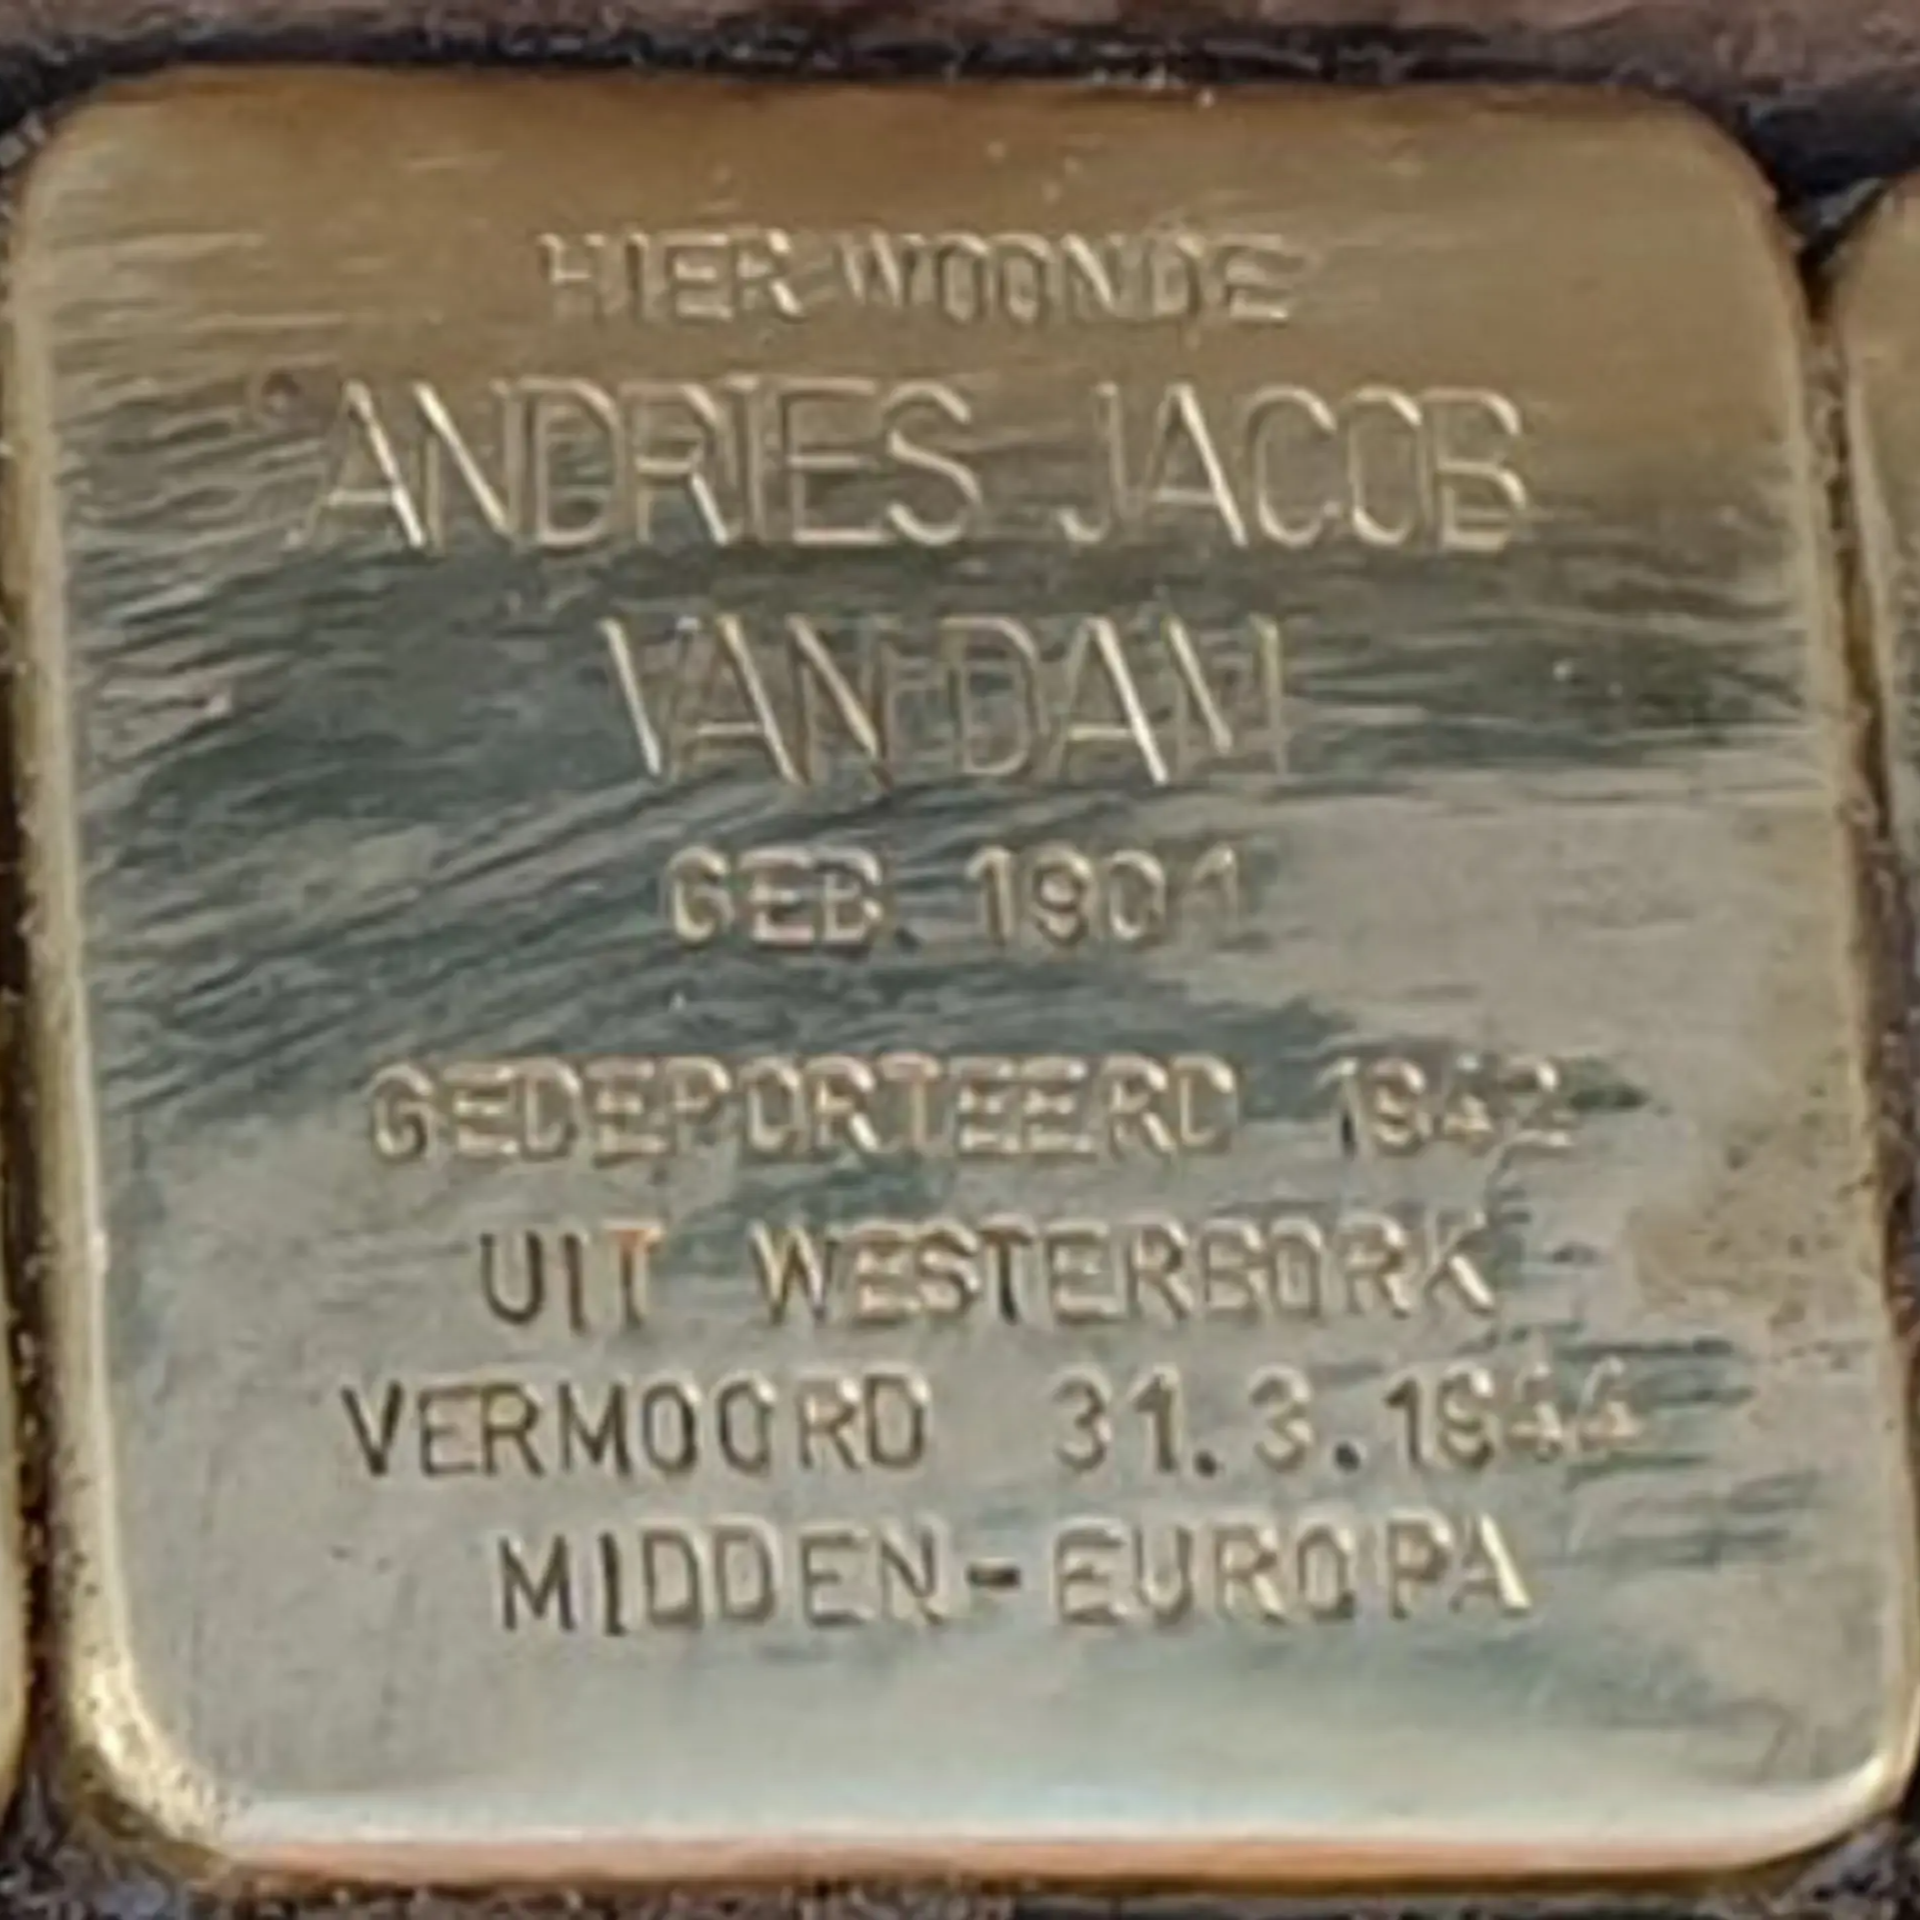 HIER WOONDE
ANDRIES JACOB
VAN DAM
GEB. 1901
GEDEPORTEERD 1942
UIT WESTERBORK
VERMOORD 31.3.1944
MIDDEN-EUROPA